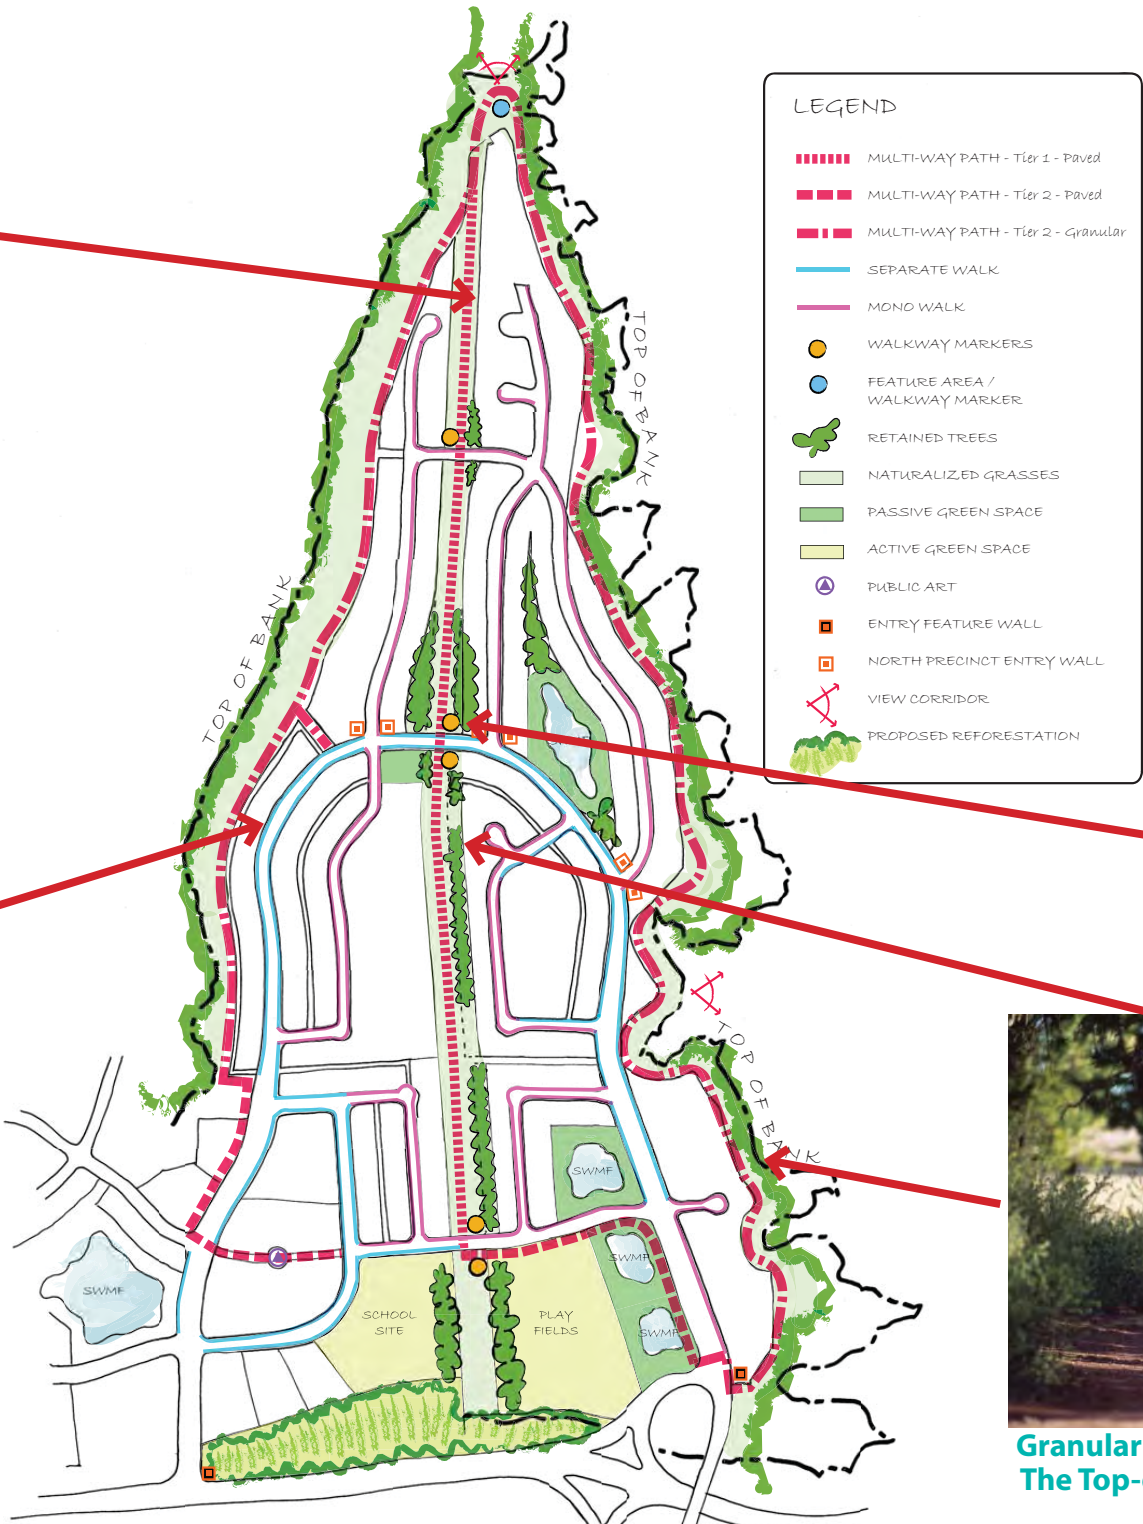 LEGEND
MULTI-WAY PATH - Tier 1 - Paved
MULTI-WAY PATH - Tier 2 - Paved
MULTI-WAY PATH - Tier 2 - Granular
SEPARATE WALK
MONO WALK
WALKWAY MARKERS
FEATURE AREA /
WALKWAY MARKER
RETAINED TREES
NATURALIZED GRASSES
PASSIVE GREEN SPACE
ACTIVE GREEN SPACE
PUBLIC ART
ENTRY FEATURE WALL
NORTH PRECINCT ENTRY WALL
VIEW CORRIDOR
PROPOSED REFORESTATION
TOP OF BANK
TOP OF BANK
TOP OF BANK
SWMF
SWMF
SWMF
SWMF
SCHOOL
SITE
PLAY
FIELDS
Granular
The Top-